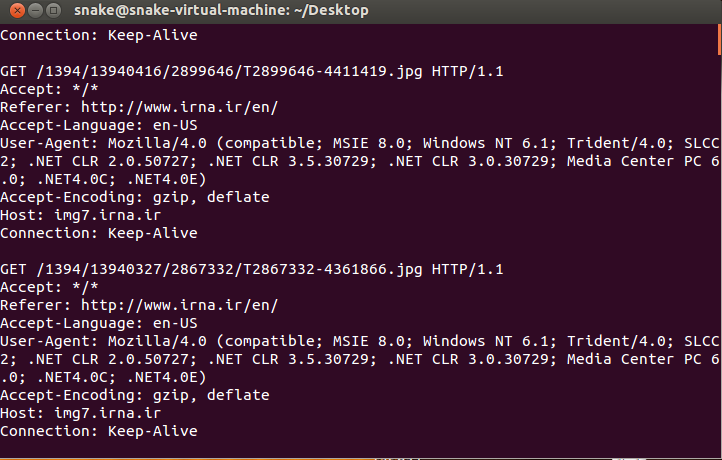 snake@snake-virtual-machine: ~/Desktop
Connection: Keep-Alive
GET /1394/13940416/2899646/T2899646-4411419.jpg HTTP/1.1
Accept: */*
Referer: http://www.irna.ir/en/
Accept-Language: en-US
User-Agent: Mozilla/4.0 (compatible; MSIE 8.0; Windows NT 6.1; Trident/4.0; SLCC
2; .NET CLR 2.0.50727; .NET CLR 3.5.30729; .NET CLR 3.0.30729; Media Center PC 6
.0; .NET4.0C; .NET4.0E)
Accept-Encoding: gzip, deflate
Host: img7.irna.ir
Connection: Keep-Alive
GET /1394/13940327/2867332/T2867332-4361866.jpg HTTP/1.1
Accept: */*
Referer: http://www.irna.ir/en/
Accept-Language: en-US
User-Agent: Mozilla/4.0 (compatible; MSIE 8.0; Windows NT 6.1; Trident/4.0; SLCC
2; .NET CLR 2.0.50727; .NET CLR 3.5.30729; .NET CLR 3.0.30729; Media Center PC 6
.0; .NET4.0C; .NET4.0E)
Accept-Encoding: gzip, deflate
Host: img7.irna.ir
Connection: Keep-Alive